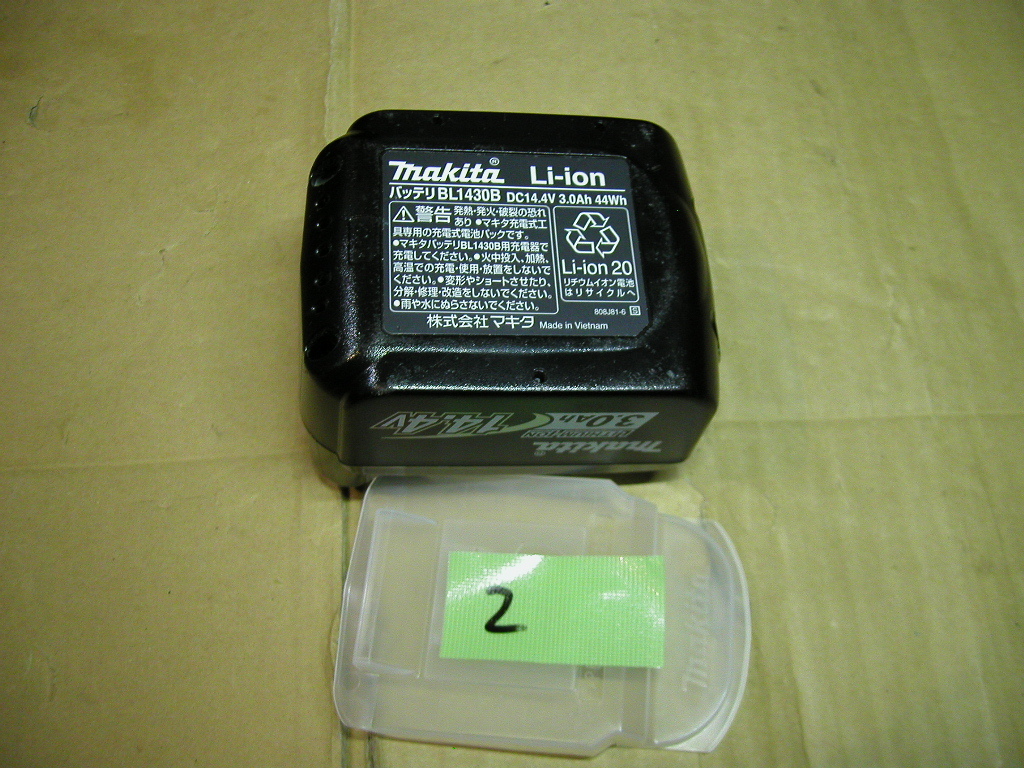 makita® Li-ion
バッテリ BL1430B DC14.4V 3.0Ah 44Wh
警告 発熱・発火・破裂の恐れ
あり ●マキタ充電式工
具専用の充電式電池パックです。
●マキタバッテリBL1430B用充電器で
充電してください。●火中投入、加熱、
高温での充電・使用・放置をしないで
ください。●変形やショートさせたり、
分解・修理・改造をしないでください。
●雨や水にぬらさないでください。
Li-ion 20
リチウムイオン電池
はリサイクルへ
808J81-6 S
株式会社 マキタ Made in Vietnam
makita®
LITHIUM-ION
3.0Ah 14.4V
2
makita